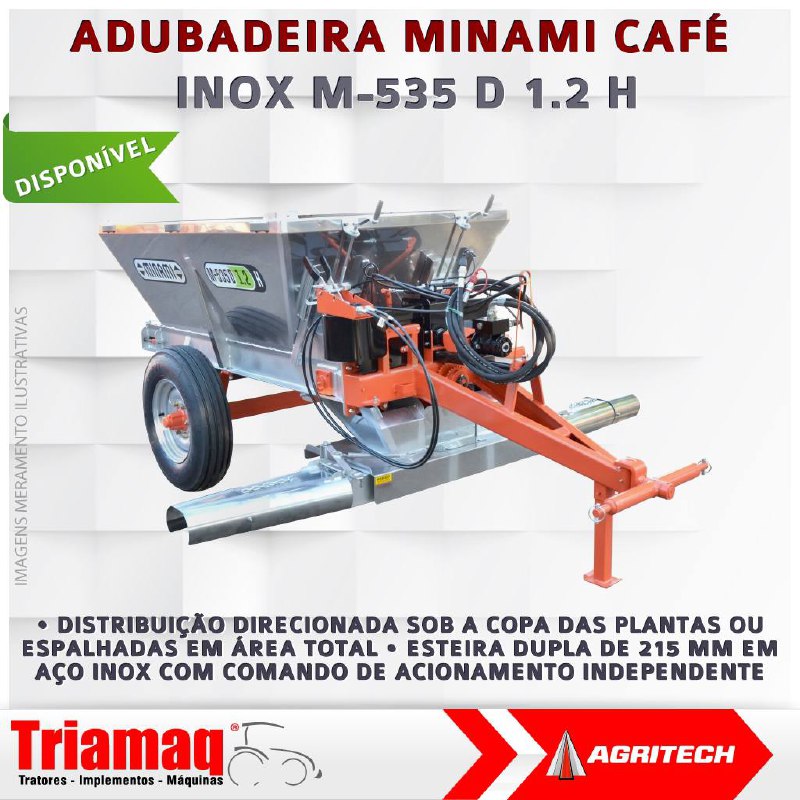 ADUBADEIRA MINAMI CAFÉ
INOX M-535 D 1.2 H
DISPONÍVEL
MINAMI
M-535 D 1.2 H
IMAGENS MERAMENTO ILUSTRATIVAS
• DISTRIBUIÇÃO DIRECIONADA SOB A COPA DAS PLANTAS OU
ESPALHADAS EM ÁREA TOTAL • ESTEIRA DUPLA DE 215 MM EM
AÇO INOX COM COMANDO DE ACIONAMENTO INDEPENDENTE
Triamaq®
Tratores - Implementos - Máquinas
AGRITECH